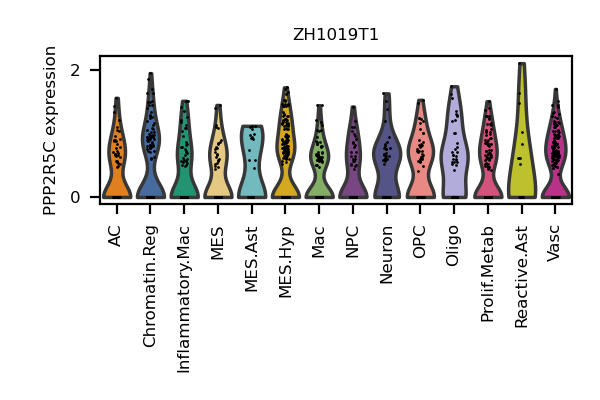 ZH1019T1
PPP2R5C expression
2
0
AC
Chromatin.Reg
Inflammatory.Mac
MES
MES.Ast
MES.Hyp
Mac
NPC
Neuron
OPC
Oligo
Prolif.Metab
Reactive.Ast
Vasc